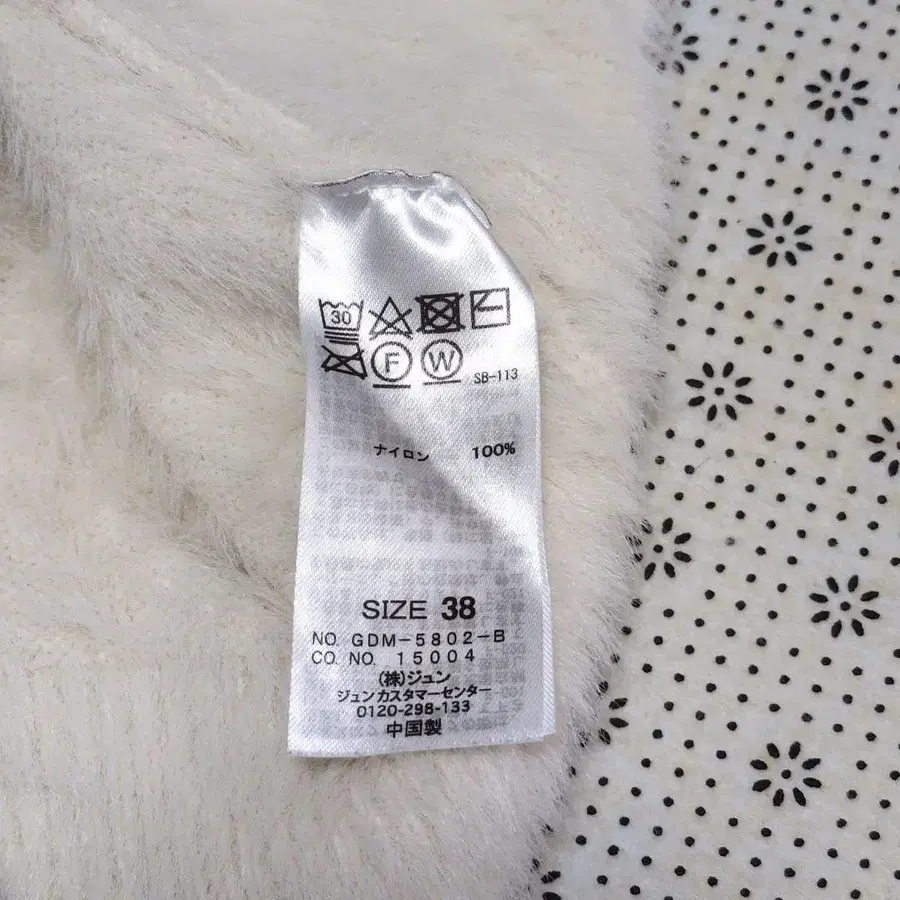 30
F W SB-113
ナイロン 100%
SIZE 38
NO. GDM-5802-B
CO. NO. 15004
(株)ジュン
ジュンカスタマーセンター
0120-298-133
中国製